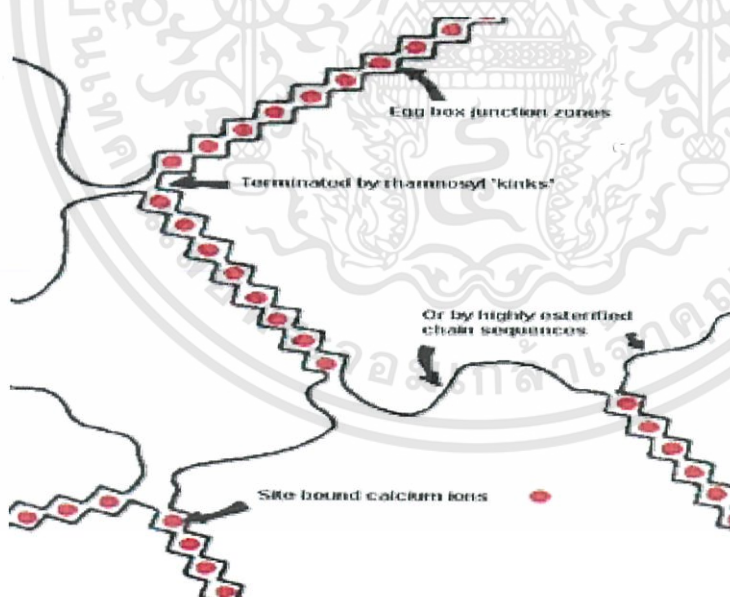 Egg box junction zones
Terminated by rhamnosyl 'kinks'
Or by highly esterified
chain sequences
Site bound calcium ions